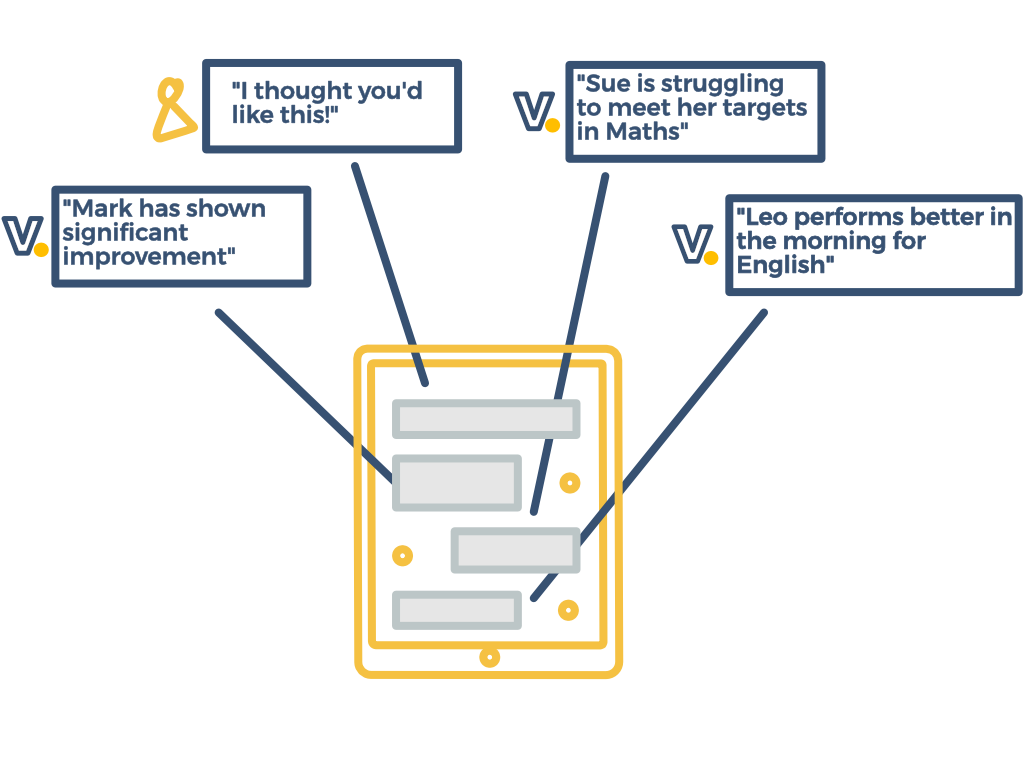 "I thought you'd
like this!"
V.
"Sue is struggling
to meet her targets
in Maths"
V.
"Mark has shown
significant
improvement"
V.
"Leo performs better in
the morning for
English"